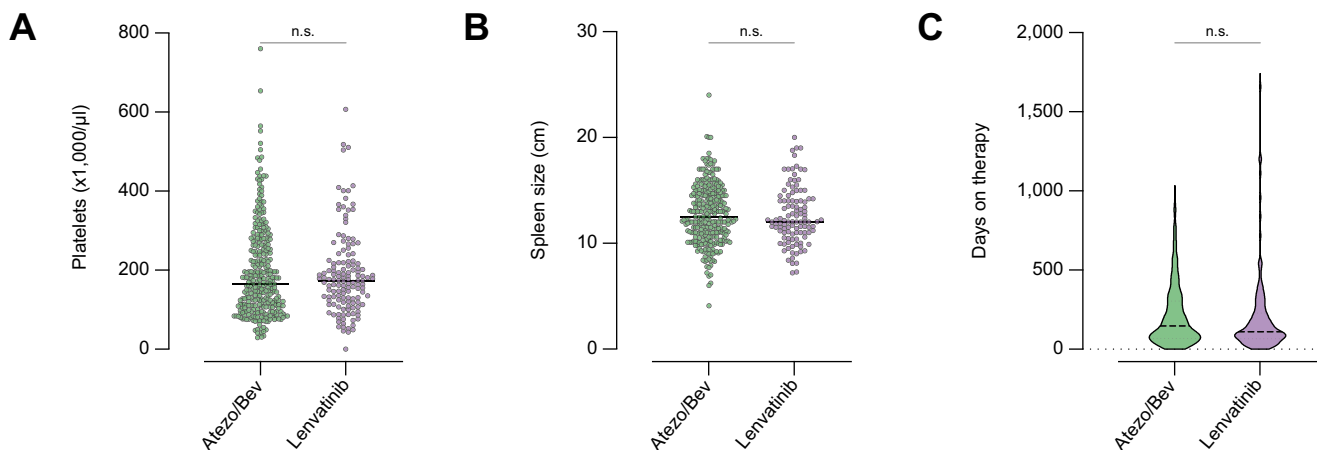 A
Platelets (x1,000/µl)
800
600
400
200
0
n.s.
Atezo/Bev
Lenvatinib
B
Spleen size (cm)
30
20
10
0
n.s.
Atezo/Bev
Lenvatinib
C
Days on therapy
2,000
1,500
1,000
500
0
n.s.
Atezo/Bev
Lenvatinib